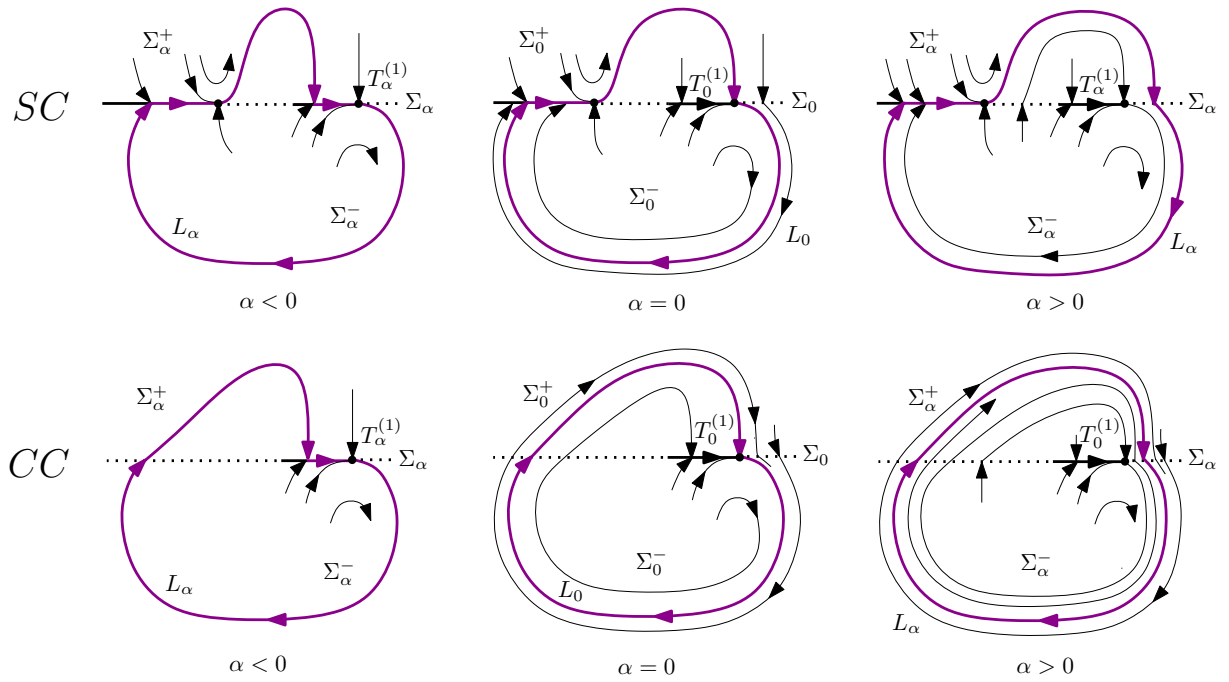 Σ_α^+ T_α^{(1)} Σ_α
SC
L_α Σ_α^-
α < 0
Σ_0^+ T_0^{(1)} Σ_0
Σ_0^- L_0
α = 0
Σ_α^+ T_α^{(1)} Σ_α
Σ_α^- L_α
α > 0
Σ_α^+ T_α^{(1)} Σ_α
CC
L_α Σ_α^-
α < 0
Σ_0^+ T_0^{(1)} Σ_0
L_0 Σ_0^-
α = 0
Σ_α^+ T_0^{(1)} Σ_α
L_α Σ_α^-
α > 0